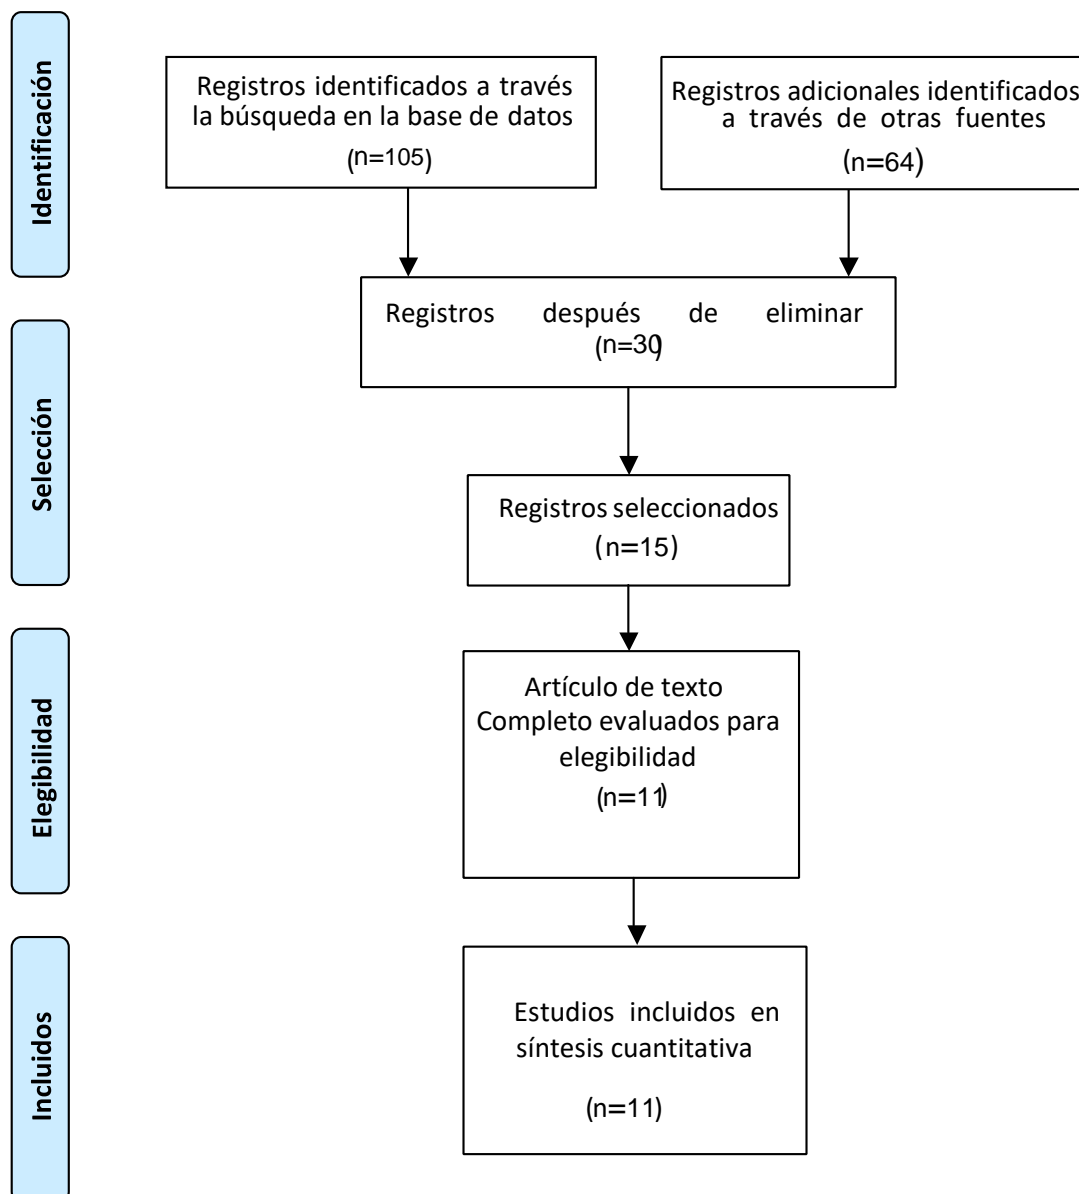 Identificación
Registros identificados a través
la búsqueda en la base de datos
(n=105)
Registros adicionales identificados
a través de otras fuentes
(n=64)
Registros después de eliminar
(n=30)
Selección
Registros seleccionados
(n=15)
Elegibilidad
Artículo de texto
Completo evaluados para
elegibilidad
(n=11)
Incluidos
Estudios incluidos en
síntesis cuantitativa
(n=11)